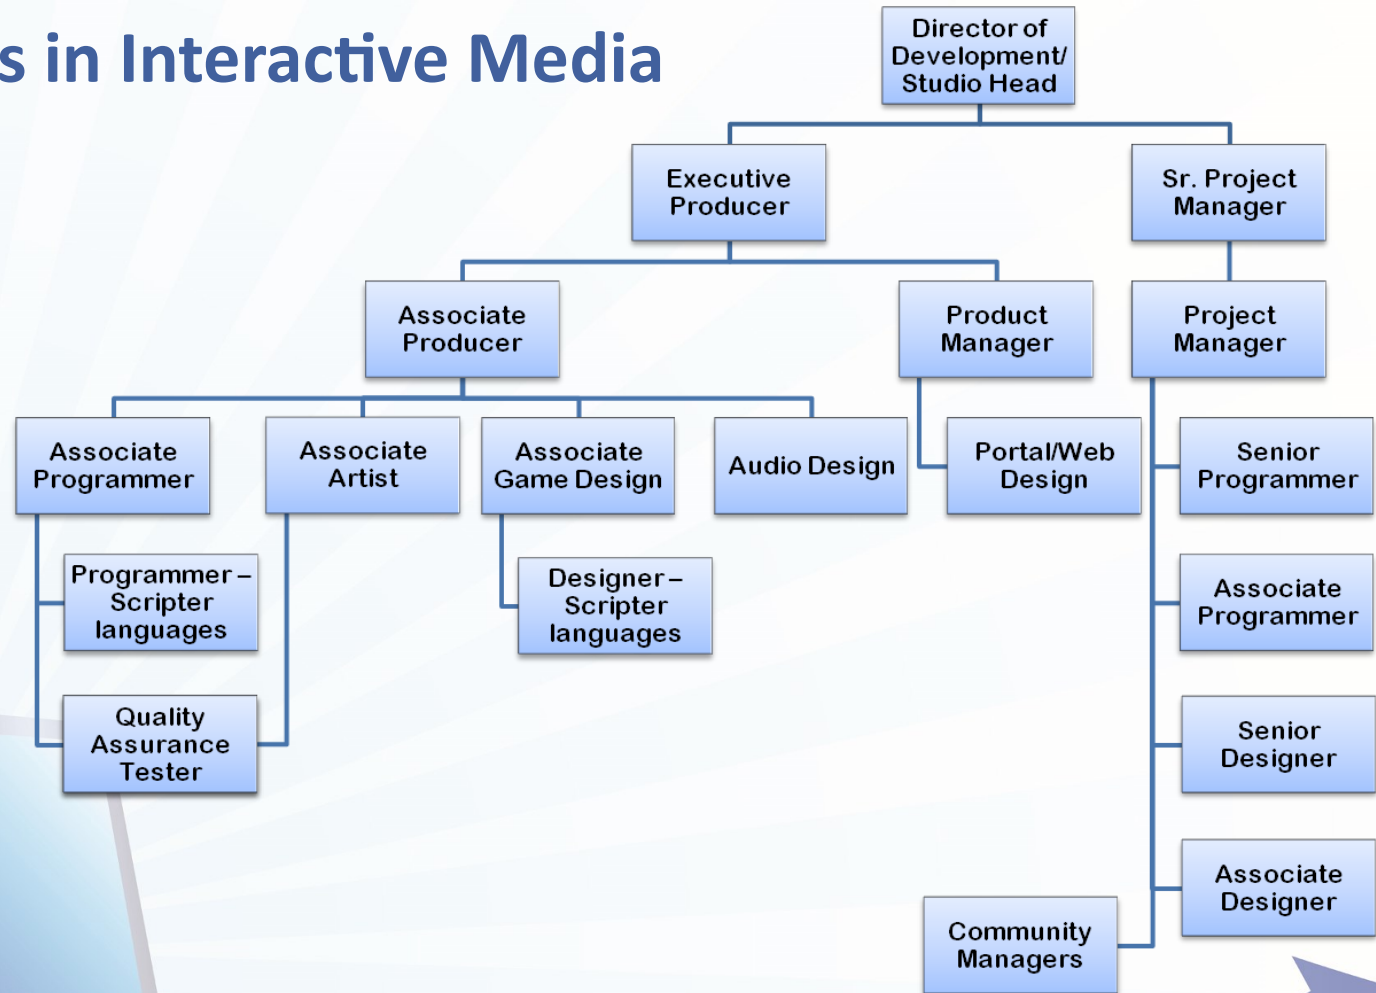 s in Interactive Media
Director of
Development/
Studio Head
Executive
Producer
Sr. Project
Manager
Associate
Producer
Product
Manager
Project
Manager
Associate
Programmer
Associate
Artist
Associate
Game Design
Audio Design
Portal/Web
Design
Senior
Programmer
Programmer –
Scripter
languages
Designer –
Scripter
languages
Associate
Programmer
Quality
Assurance
Tester
Senior
Designer
Associate
Designer
Community
Managers